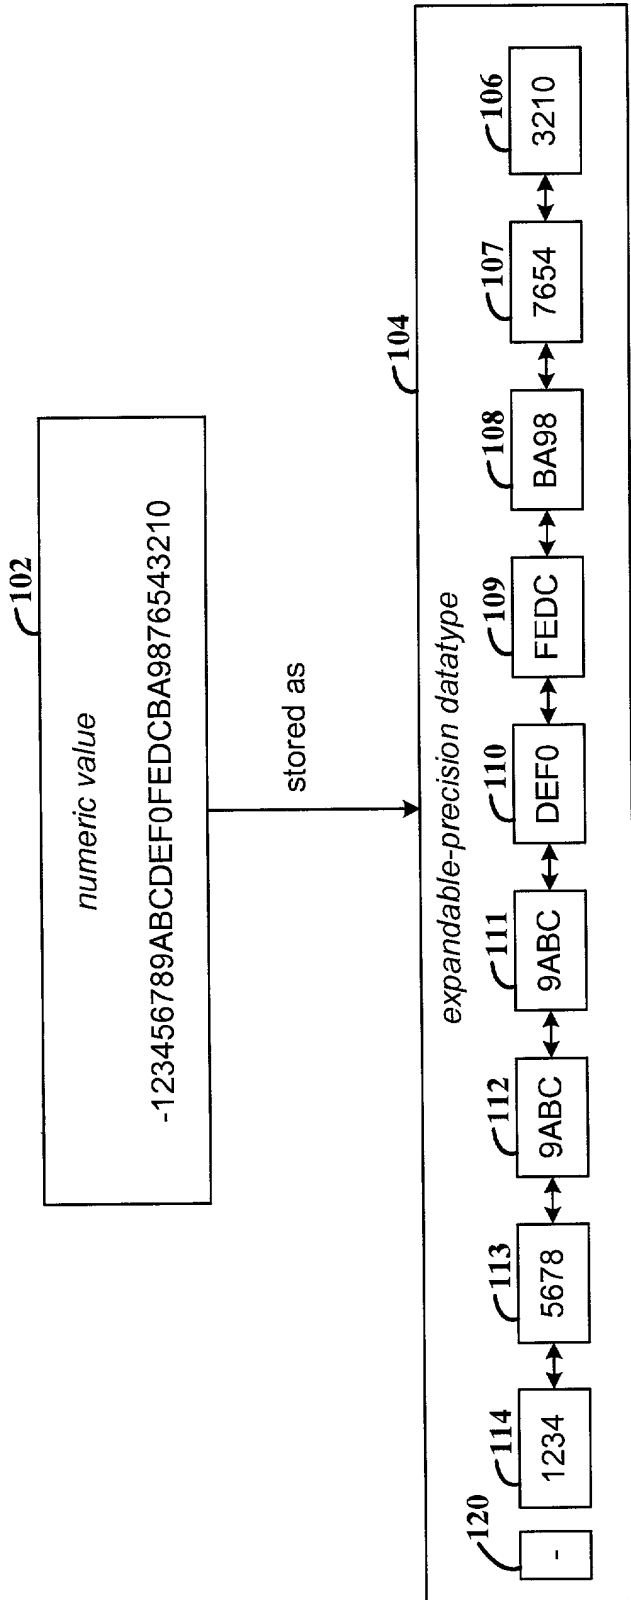 102
numeric value
-123456789ABCDEF0FEDCBA9876543210
stored as
104
expandable-precision datatype
120 114 113 112 111 110 109 108 107 106
- 1234 5678 9ABC 9ABC DEF0 FEDC BA98 7654 3210